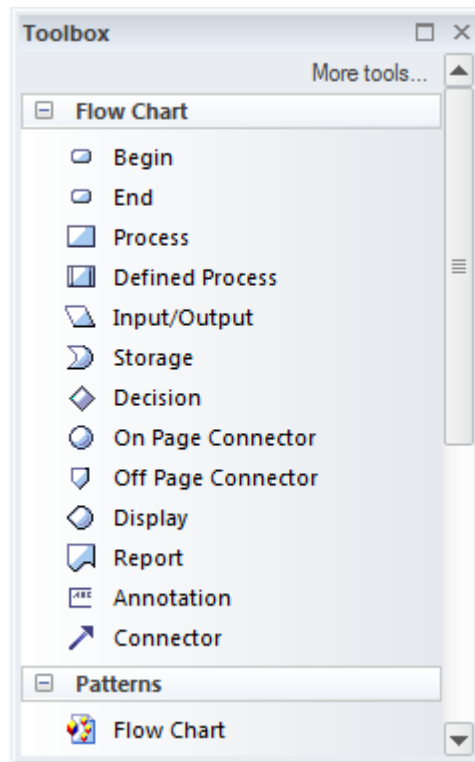 Toolbox
More tools...
Flow Chart
Begin
End
Process
Defined Process
Input/Output
Storage
Decision
On Page Connector
Off Page Connector
Display
Report
Annotation
Connector
Patterns
Flow Chart